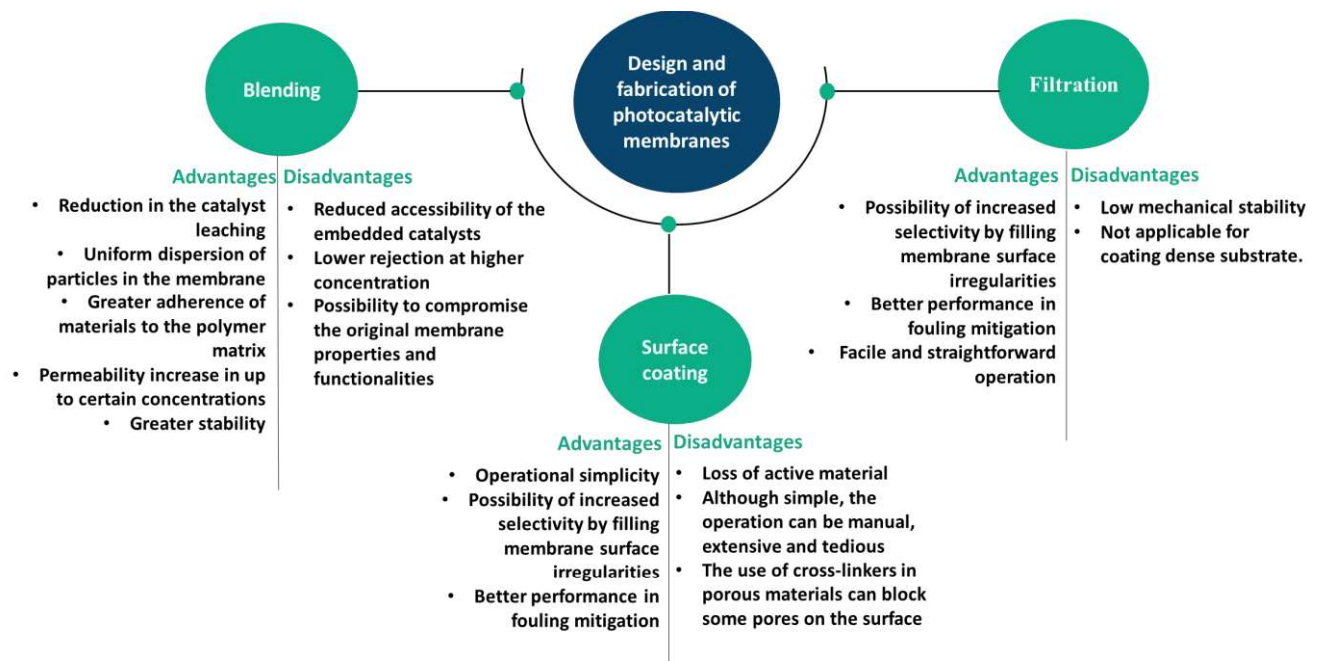 Design and
fabrication of
photocatalytic
membranes
Blending
Advantages
• Reduction in the catalyst
leaching
• Uniform dispersion of
particles in the membrane
• Greater adherence of
materials to the polymer
matrix
• Permeability increase in up
to certain concentrations
• Greater stability
Disadvantages
• Reduced accessibility of the
embedded catalysts
• Lower rejection at higher
concentration
• Possibility to compromise
the original membrane
properties and
functionalities
Surface
coating
Advantages
• Operational simplicity
• Possibility of increased
selectivity by filling
membrane surface
irregularities
• Better performance in
fouling mitigation
Disadvantages
• Loss of active material
• Although simple, the
operation can be manual,
extensive and tedious
• The use of cross-linkers in
porous materials can block
some pores on the surface
Filtration
Advantages
• Possibility of increased
selectivity by filling
membrane surface
irregularities
• Better performance in
fouling mitigation
• Facile and straightforward
operation
Disadvantages
• Low mechanical stability
• Not applicable for
coating dense substrate.